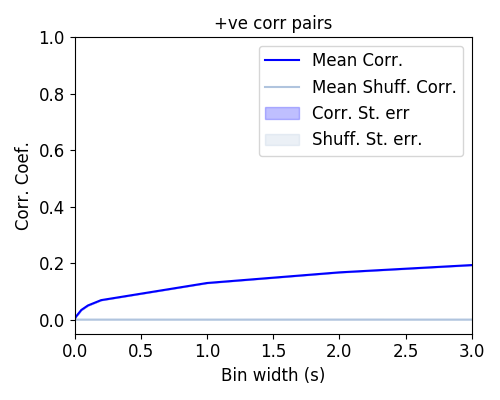 +ve corr pairs
1.0
0.8
0.6
0.4
0.2
0.0
Corr. Coef.
Mean Corr.
Mean Shuff. Corr.
Corr. St. err
Shuff. St. err.
0.0 0.5 1.0 1.5 2.0 2.5 3.0
Bin width (s)